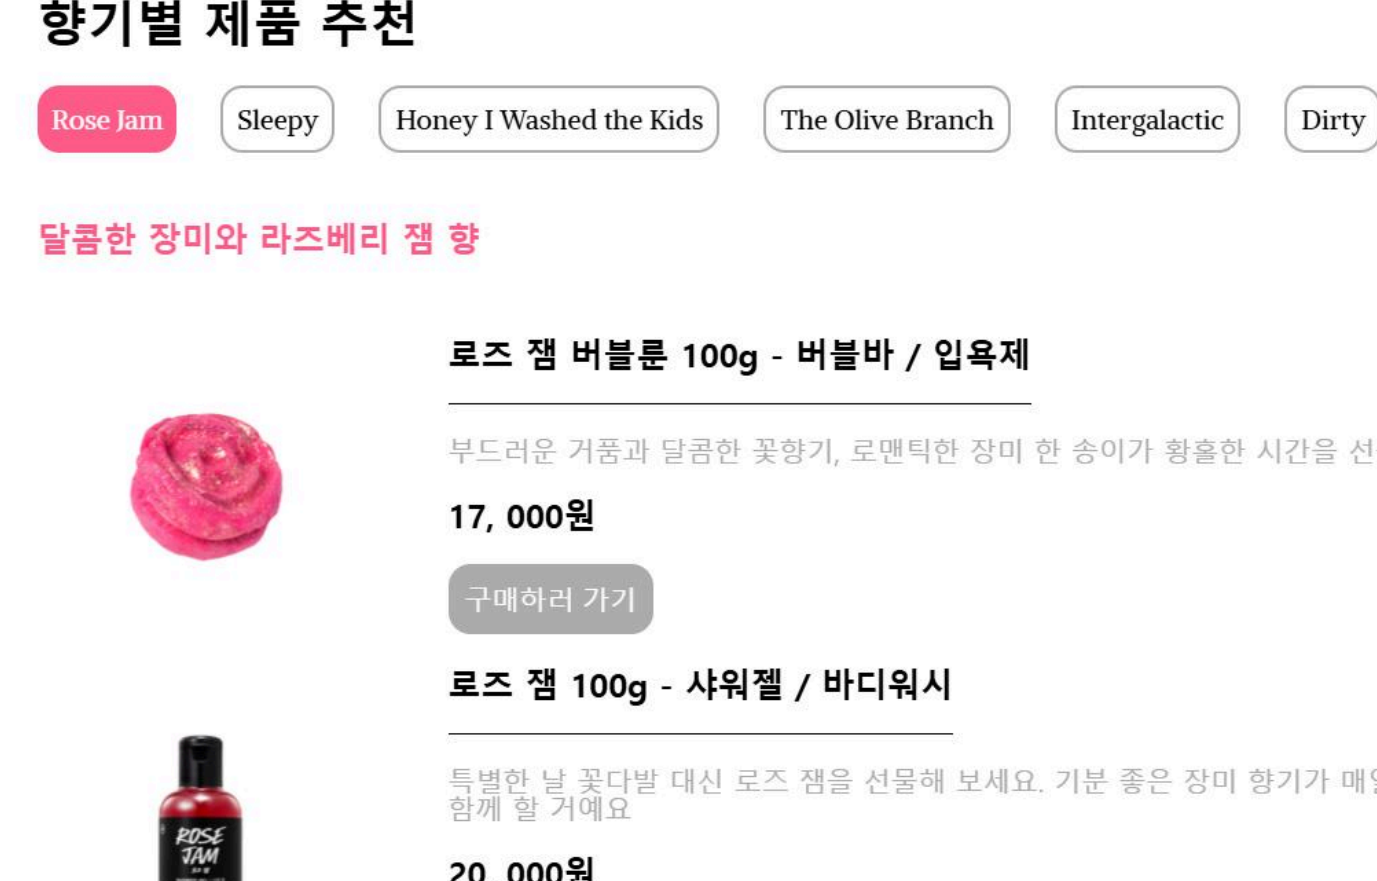 향기별 제품 추천
Rose Jam
Sleepy
Honey I Washed the Kids
The Olive Branch
Intergalactic
Dirty
달콤한 장미와 라즈베리 잼 향
로즈 잼 버블룬 100g - 버블바 / 입욕제
부드러운 거품과 달콤한 꽃향기, 로맨틱한 장미 한 송이가 황홀한 시간을 선
17, 000원
구매하러 가기
로즈 잼 100g - 샤워젤 / 바디워시
특별한 날 꽃다발 대신 로즈 잼을 선물해 보세요. 기분 좋은 장미 향기가 매일
함께 할 거예요
ROSE
JAM
20, 000원